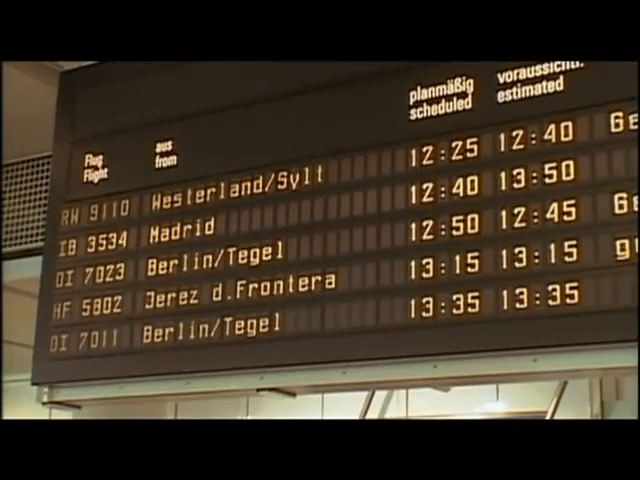 planmäßig voraussichtl.
scheduled estimated
Flug aus
Flight from
RW 9110 Westerland/Sylt 12:25 12:40
IB 3534 Madrid 12:40 13:50
DI 7023 Berlin/Tegel 12:50 12:45
HF 5802 Jerez d.Frontera 13:15 13:15
DI 7011 Berlin/Tegel 13:35 13:35